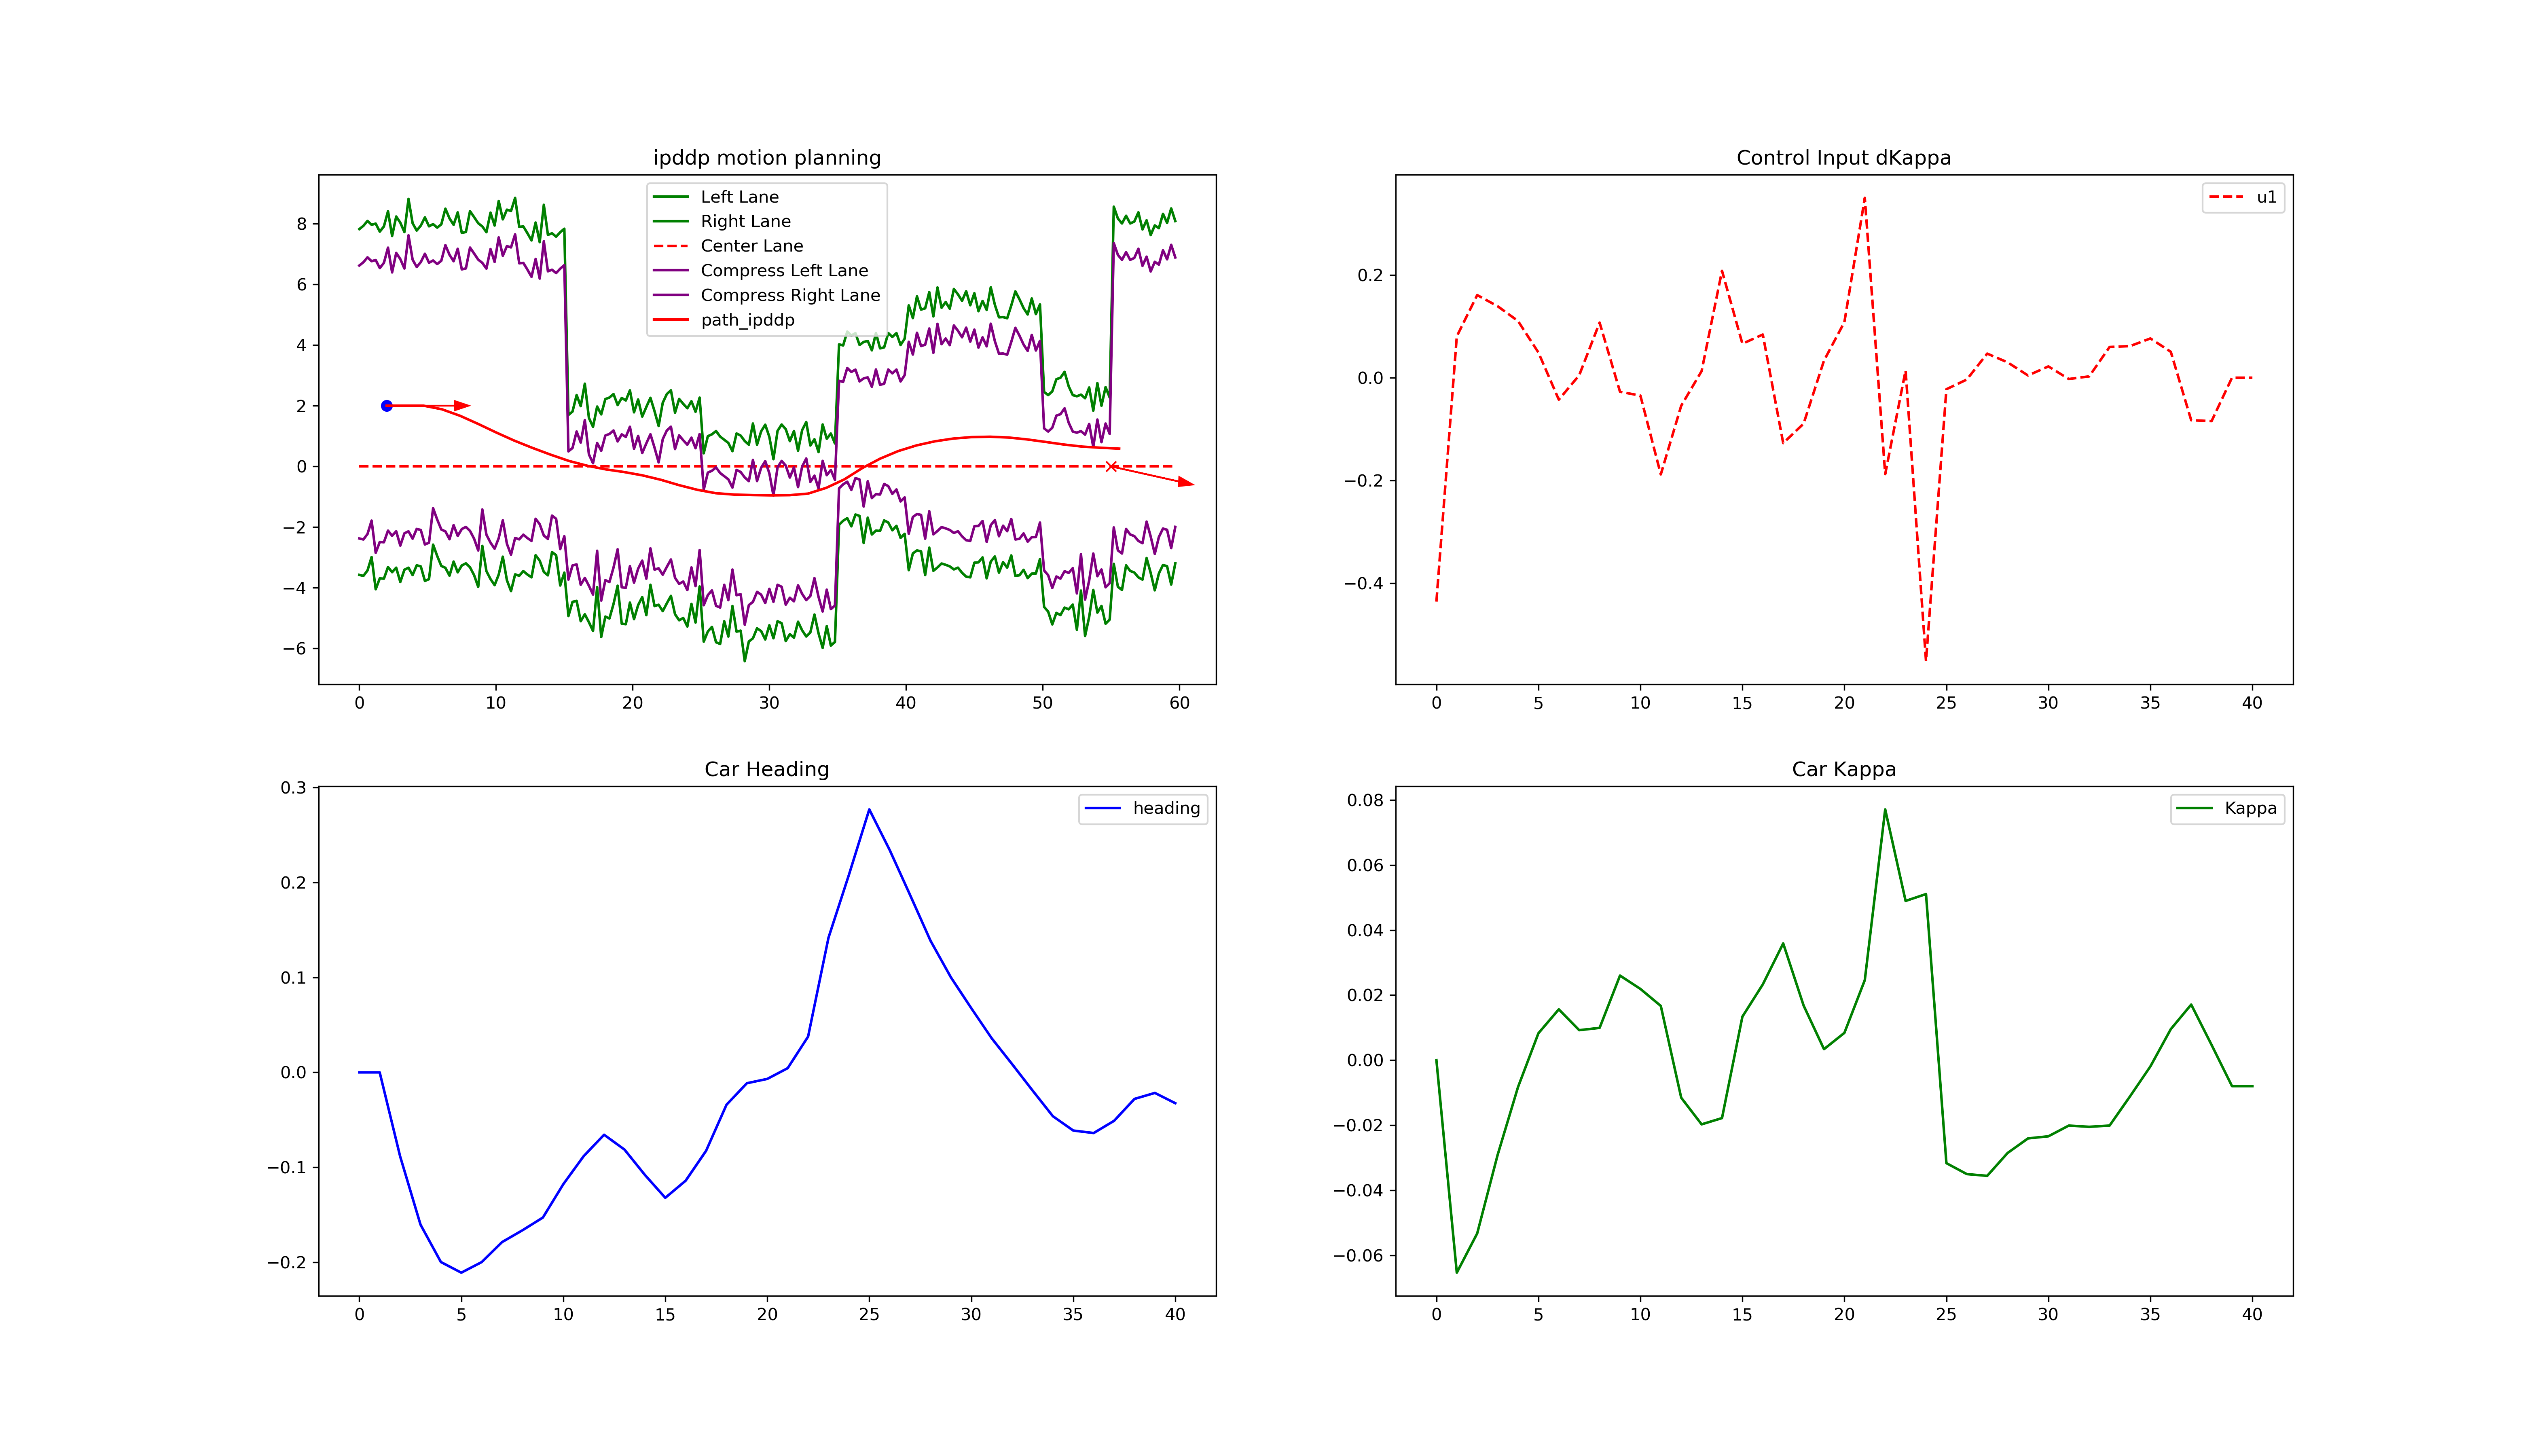 ipddp motion planning
Left Lane
Right Lane
Center Lane
Compress Left Lane
Compress Right Lane
path_ipddp
8
6
4
2
0
−2
−4
−6
0 10 20 30 40 50 60
Control Input dKappa
u1
0.2
0.0
−0.2
−0.4
0 5 10 15 20 25 30 35 40
Car Heading
heading
0.3
0.2
0.1
0.0
−0.1
−0.2
0 5 10 15 20 25 30 35 40
Car Kappa
Kappa
0.08
0.06
0.04
0.02
0.00
−0.02
−0.04
−0.06
0 5 10 15 20 25 30 35 40